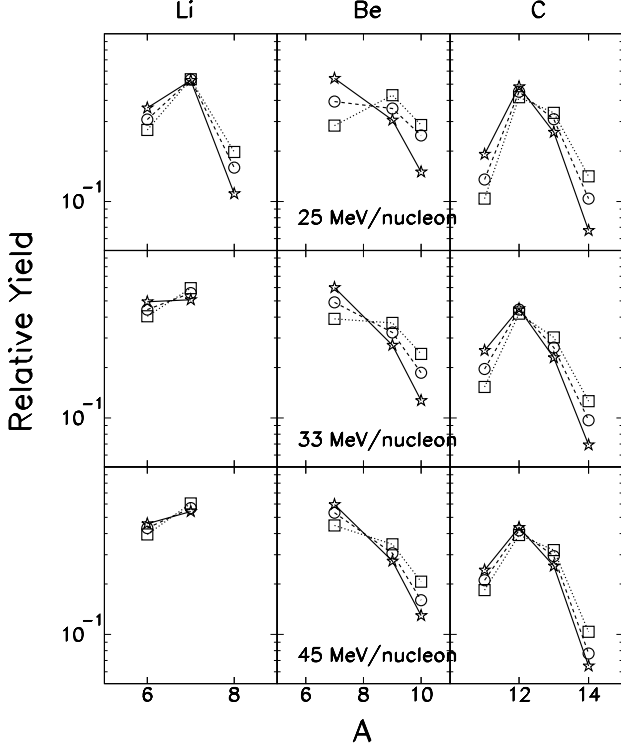 Li Be C
10⁻¹
25 MeV/nucleon
Relative Yield
10⁻¹
33 MeV/nucleon
10⁻¹
45 MeV/nucleon
6 8 6 8 10 12 14
A